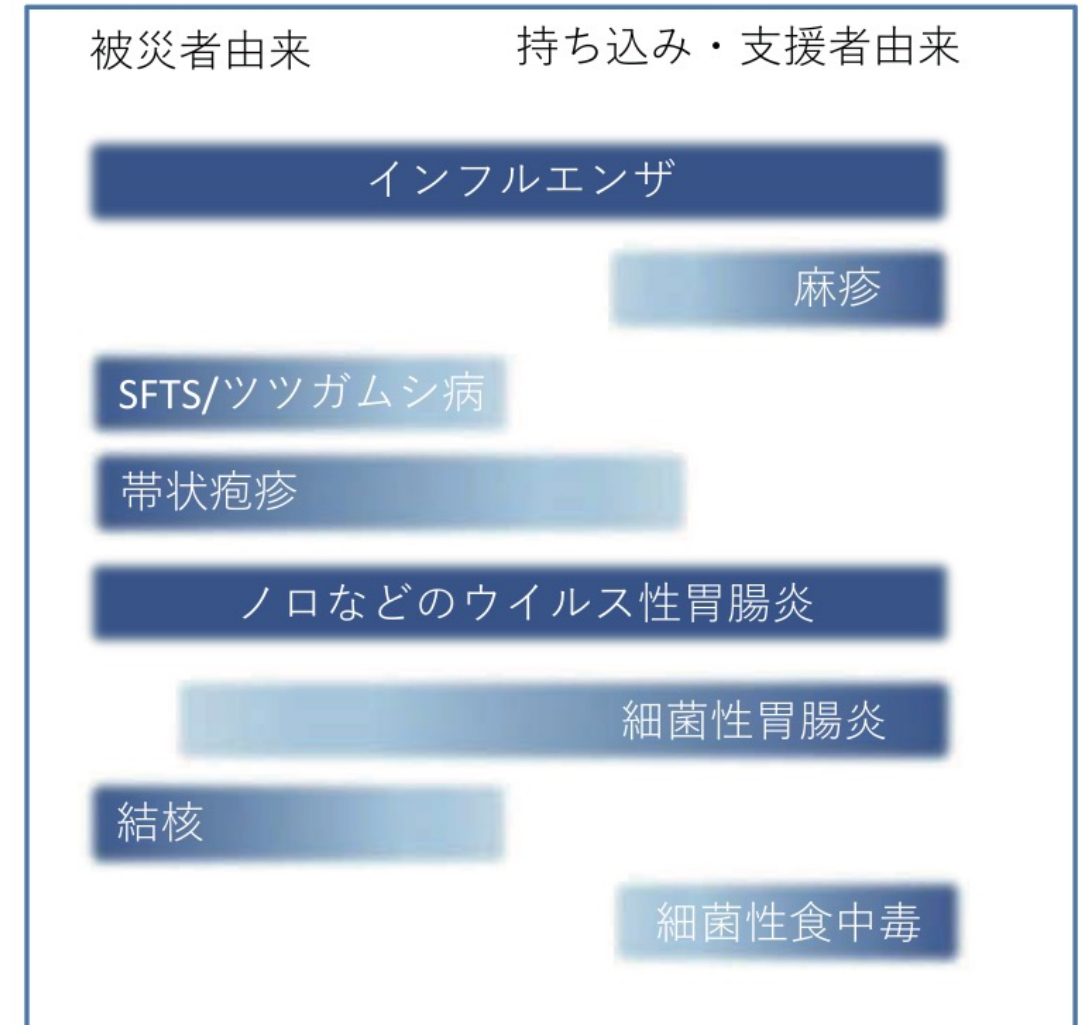 被災者由来
持ち込み・支援者由来
インフルエンザ
麻疹
SFTS/ツツガムシ病
帯状疱疹
ノロなどのウイルス性胃腸炎
細菌性胃腸炎
結核
細菌性食中毒